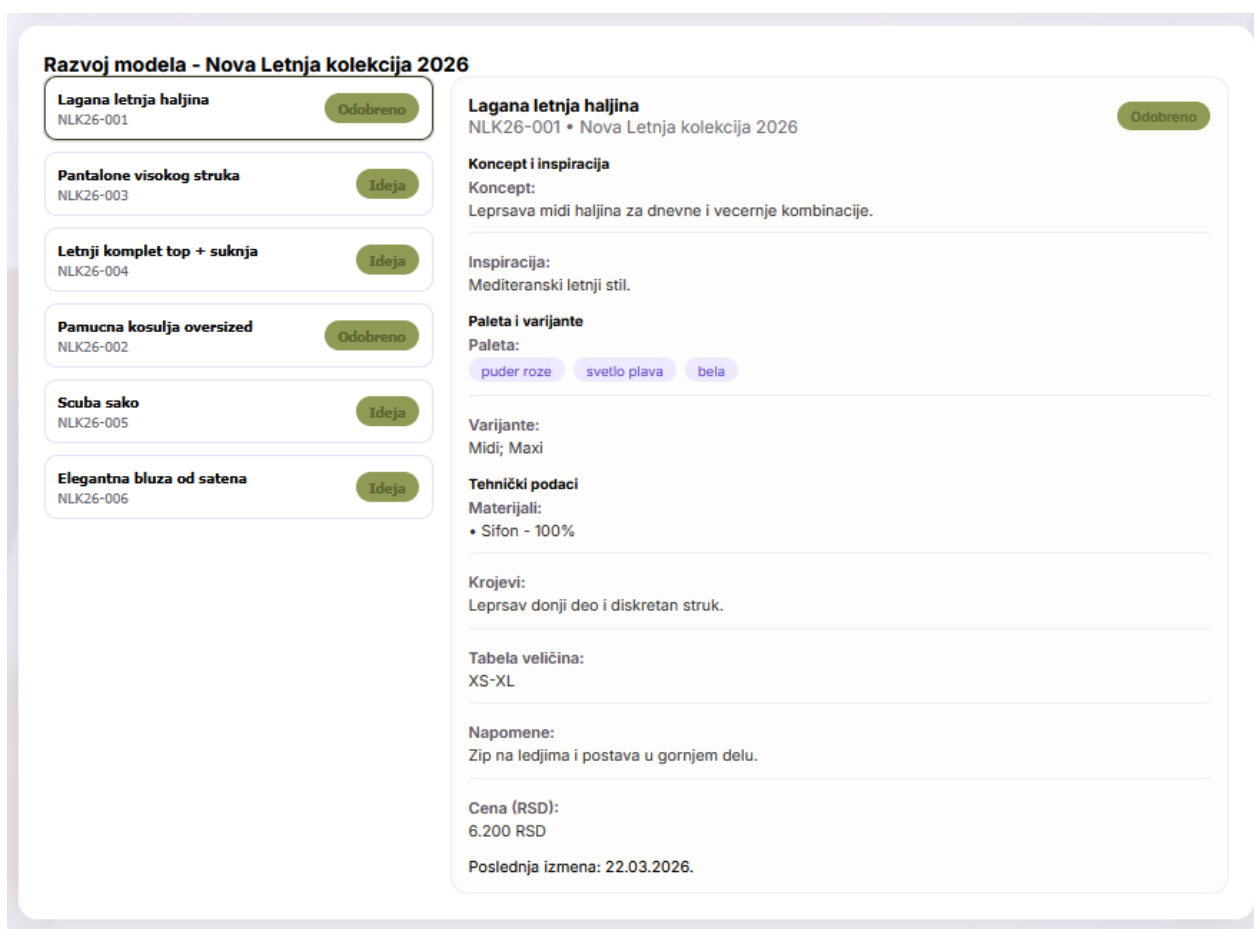 Razvoj modela - Nova Letnja kolekcija 2026
Lagana letnja haljina
NLK26-001
Odobreno
Pantalone visokog struka
NLK26-003
Ideja
Letnji komplet top + suknja
NLK26-004
Ideja
Pamucna kosulja oversized
NLK26-002
Odobreno
Scuba sako
NLK26-005
Ideja
Elegantna bluza od satena
NLK26-006
Ideja
Lagana letnja haljina
NLK26-001 • Nova Letnja kolekcija 2026
Odobreno
Koncept i inspiracija
Koncept:
Leprsava midi haljina za dnevne i vecernje kombinacije.
Inspiracija:
Mediteranski letnji stil.
Paleta i varijante
Paleta:
puder roze svetlo plava bela
Varijante:
Midi; Maxi
Tehnički podaci
Materijali:
• Sifon - 100%
Krojevi:
Leprsav donji deo i diskretan struk.
Tabela veličina:
XS-XL
Napomene:
Zip na ledjima i postava u gornjem delu.
Cena (RSD):
6.200 RSD
Poslednja izmena: 22.03.2026.